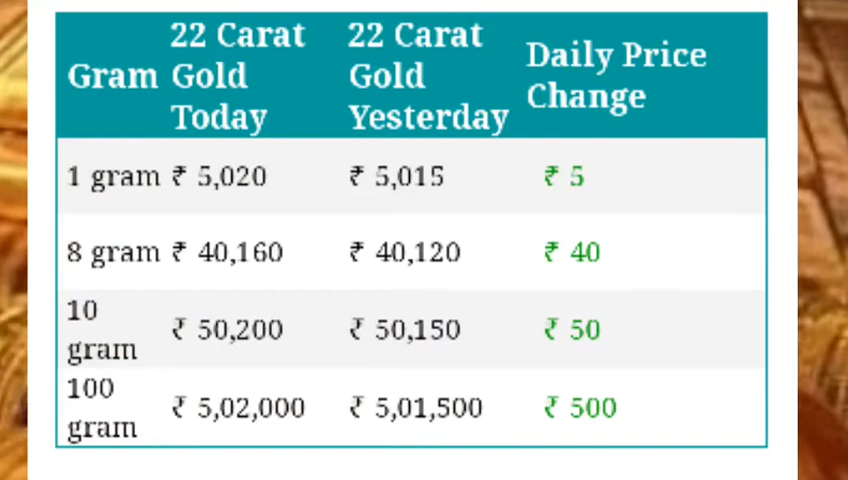 Gram 22 Carat Gold Today 22 Carat Gold Yesterday Daily Price Change
1 gram ₹ 5,020 ₹ 5,015 ₹ 5
8 gram ₹ 40,160 ₹ 40,120 ₹ 40
10 gram ₹ 50,200 ₹ 50,150 ₹ 50
100 gram ₹ 5,02,000 ₹ 5,01,500 ₹ 500